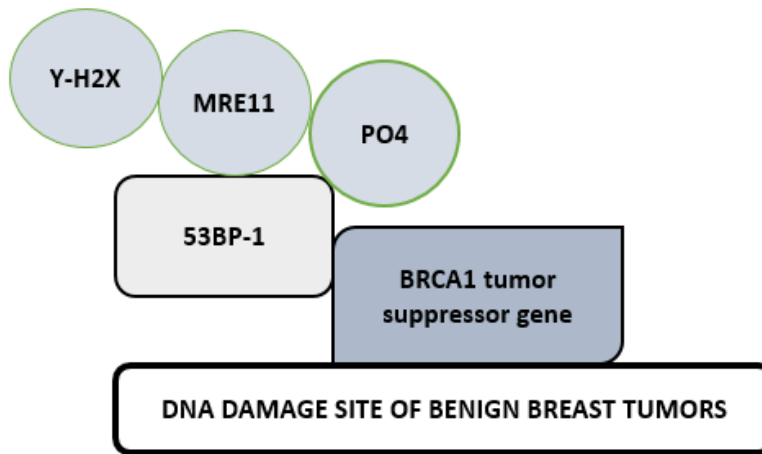 Y-H2X
MRE11
PO4
53BP-1
BRCA1 tumor
suppressor gene
DNA DAMAGE SITE OF BENIGN BREAST TUMORS